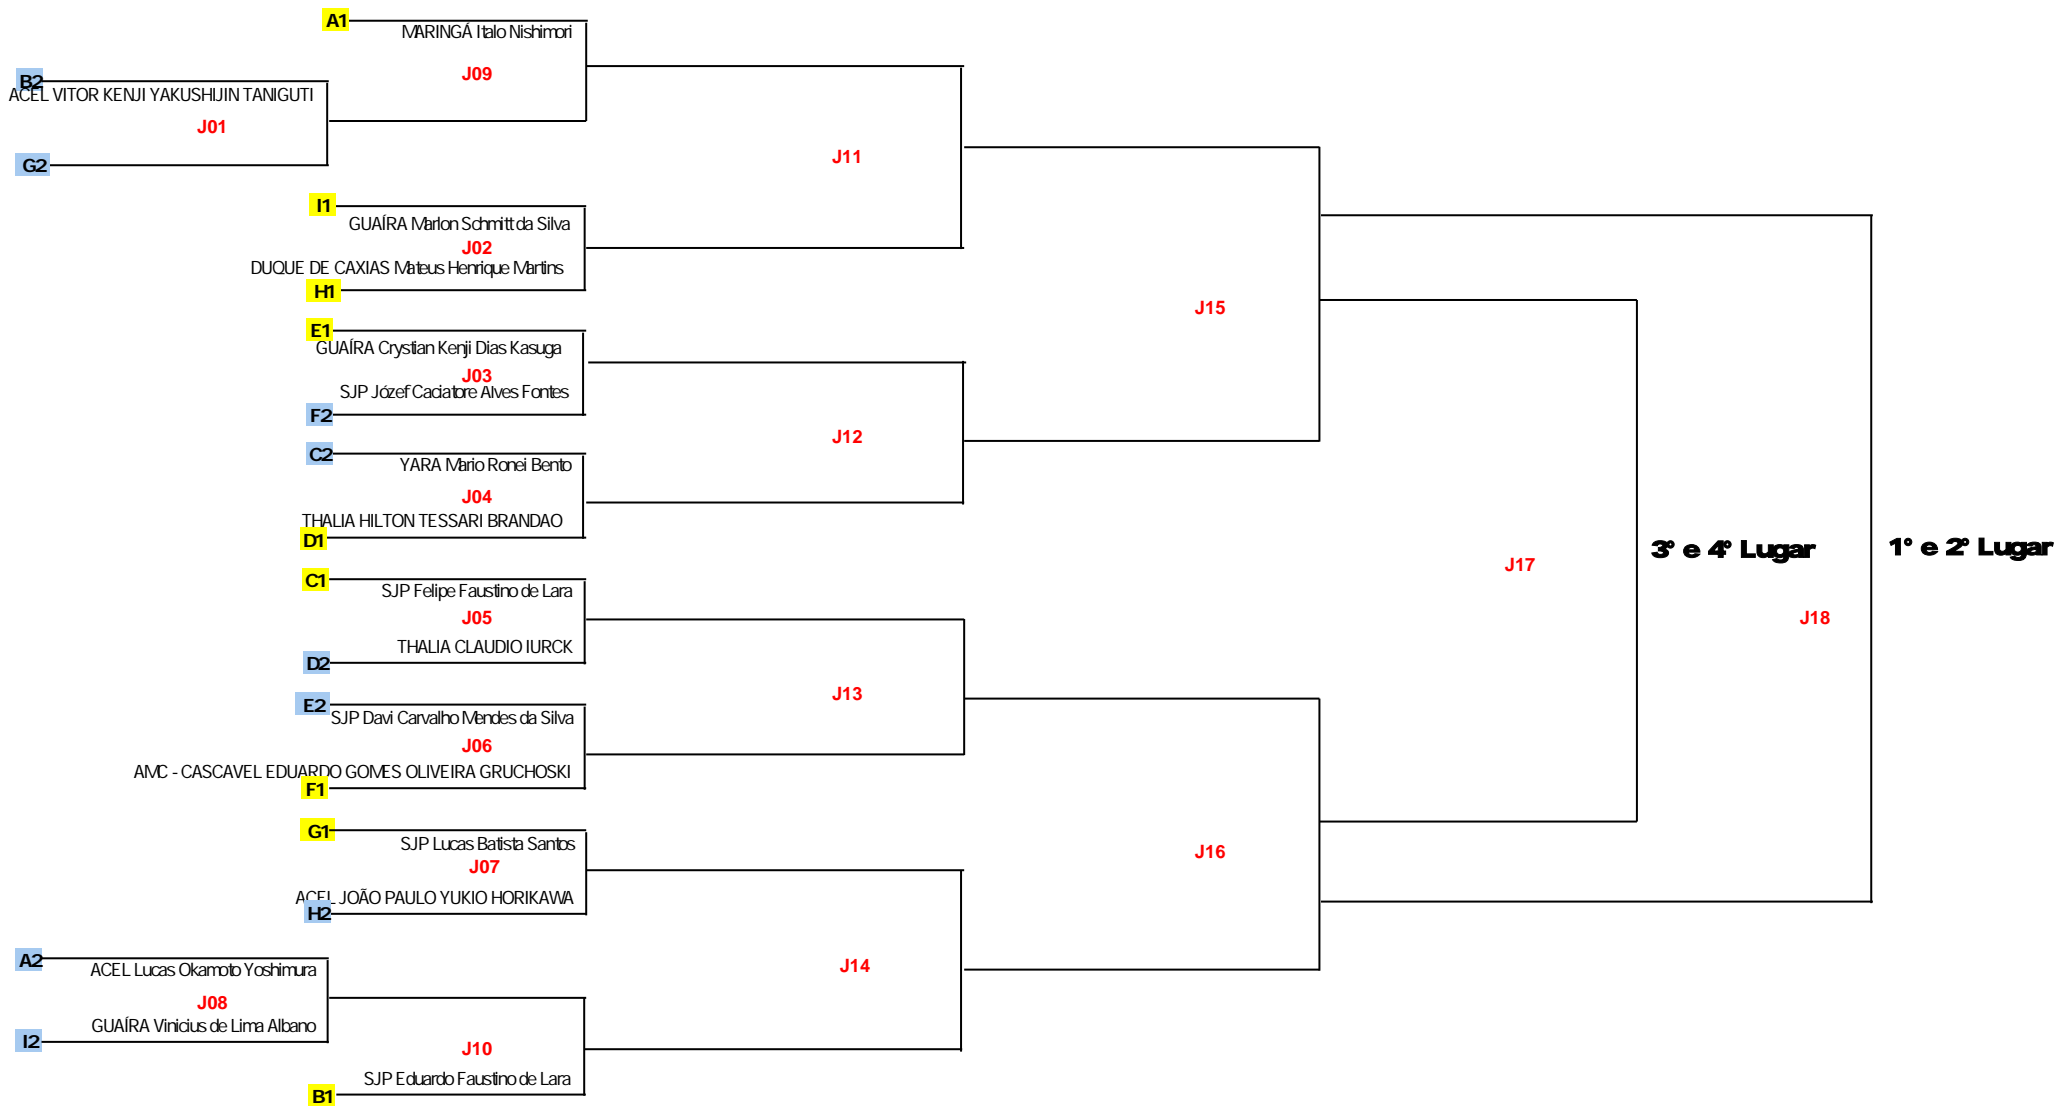 A1
MARINGÁ Italo Nishimori
J09
B2
ACEL VITOR KENJI YAKUSHIJIN TANIGUTI
J01
G2
J11
I1
GUAÍRA Marlon Schmitt da Silva
J02
DUQUE DE CAXIAS Mateus Henrique Martins
H1
J15
E1
GUAÍRA Crystian Kenji Dias Kasuga
J03
SJP Józef Caciatore Alves Fontes
F2
J12
C2
YARA Mario Ronei Bento
J04
THALIA HILTON TESSARI BRANDAO
D1
J17
3º e 4º Lugar
1º e 2º Lugar
J18
C1
SJP Felipe Faustino de Lara
J05
THALIA CLAUDIO IURCK
D2
J13
E2
SJP Davi Carvalho Mendes da Silva
J06
AMC - CASCAVEL EDUARDO GOMES OLIVEIRA GRUCHOSKI
F1
J16
G1
SJP Lucas Batista Santos
J07
ACEL JOÃO PAULO YUKIO HORIKAWA
H2
J14
A2
ACEL Lucas Okamoto Yoshimura
J08
GUAÍRA Vinicius de Lima Albano
I2
J10
SJP Eduardo Faustino de Lara
B1